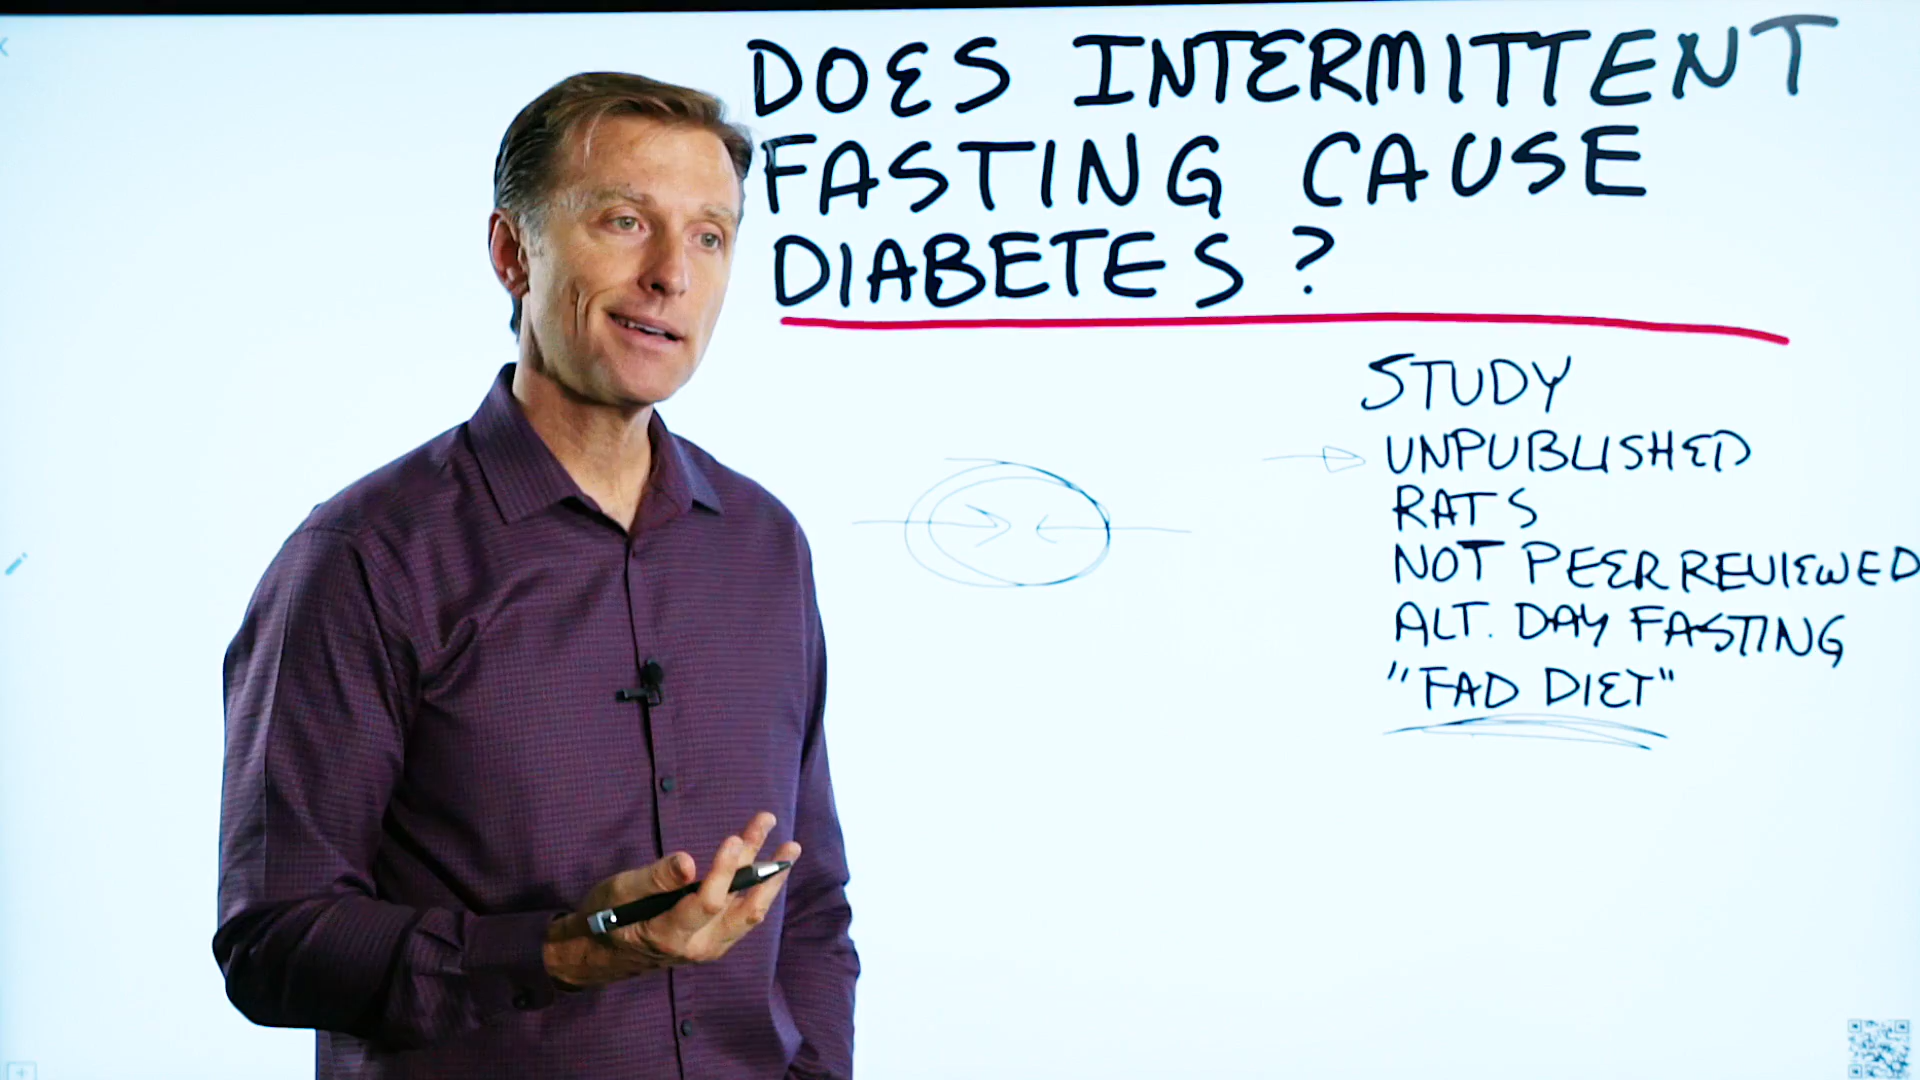 DOES INTERMITTENT
FASTING CAUSE
DIABETES?
STUDY
UNPUBLISHED
RATS
NOT PEER REVIEWED
ALT. DAY FASTING
"FAD DIET"